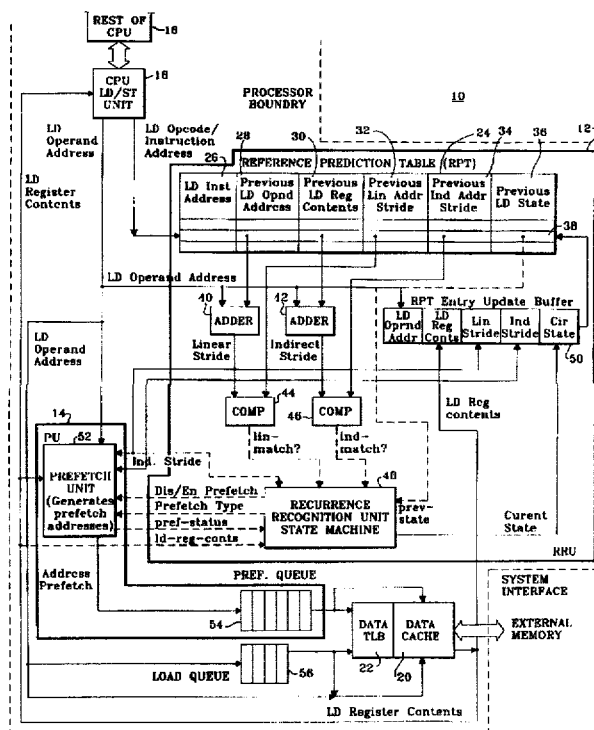 REST OF
CPU
16
CPU
LD/ST
UNIT
18
PROCESSOR
BOUNDRY
10
LD
Operand
Address
LD Opcode/
Instruction
Address
LD
Register
Contents
26
28
30
32
24
34
36
12
REFERENCE PREDICTION TABLE (RPT)
LD Inst
Address
Previous
LD Opnd
Address
Previous
LD Reg
Contents
Previous
Lin Addr
Stride
Previous
Ind Addr
Stride
Previous
LD State
38
LD Operand Address
40
ADDER
42
ADDER
Linear
Stride
Indirect
Stride
RPT Entry Update Buffer
LD
Oprnd
Addr
LD
Reg
Conts
Lin
Stride
Ind
Stride
Cir
State
50
LD
Operand
Address
44
COMP
46
COMP
LD Reg
contents
lin-
match?
ind-
match?
14
PU
52
PREFETCH
UNIT
(Generates
prefetch
addresses)
Ind. Stride
Dis/En Prefetch
Prefetch Type
pref-status
ld-reg-conts
48
RECURRENCE
RECOGNITION UNIT
STATE MACHINE
prev-
state
Curent
State
RRU
Address
Prefetch
PREF. QUEUE
54
SYSTEM
INTERFACE
DATA
TLB
22
DATA
CACHE
20
EXTERNAL
MEMORY
LOAD QUEUE
56
LD Register Contents